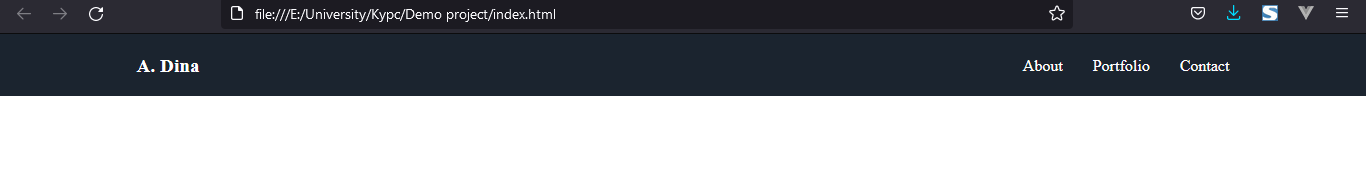 file:///E:/University/Курс/Demo project/index.html
A. Dina
About Portfolio Contact